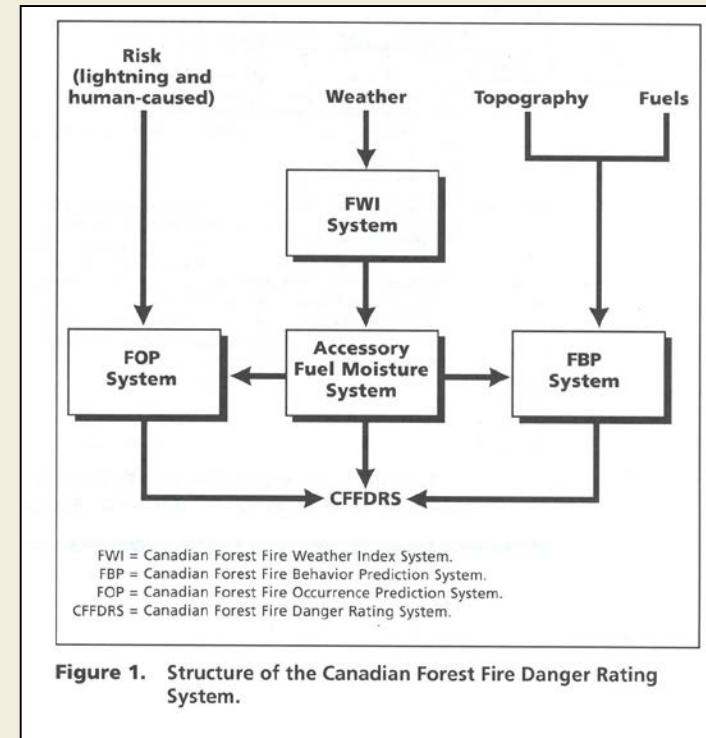 Risk
(lightning and
human-caused)
Weather
Topography
Fuels
FWI
System
FOP
System
Accessory
Fuel Moisture
System
FBP
System
CFFDRS
FWI = Canadian Forest Fire Weather Index System.
FBP = Canadian Forest Fire Behavior Prediction System.
FOP = Canadian Forest Fire Occurrence Prediction System.
CFFDRS = Canadian Forest Fire Danger Rating System.
Figure 1. Structure of the Canadian Forest Fire Danger Rating
System.